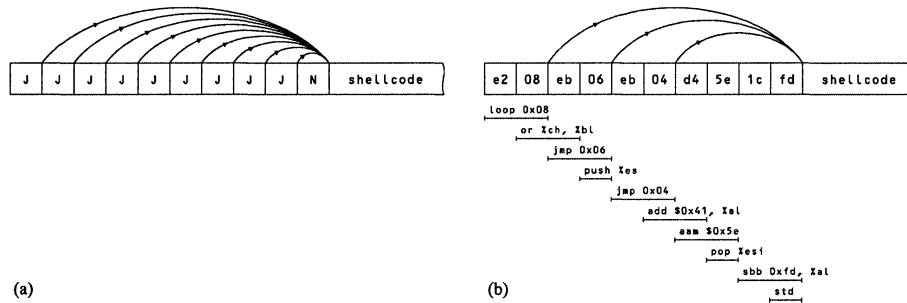 J J J J J J J J J N shellcode
e2 08 eb 06 eb 04 d4 5e 1c fd shellcode
loop 0x08
or %ch, %bl
jmp 0x06
push %es
jmp 0x04
add $0x41, %al
aam $0x5e
pop %esi
sbb 0xfd, %al
std
(a)
(b)